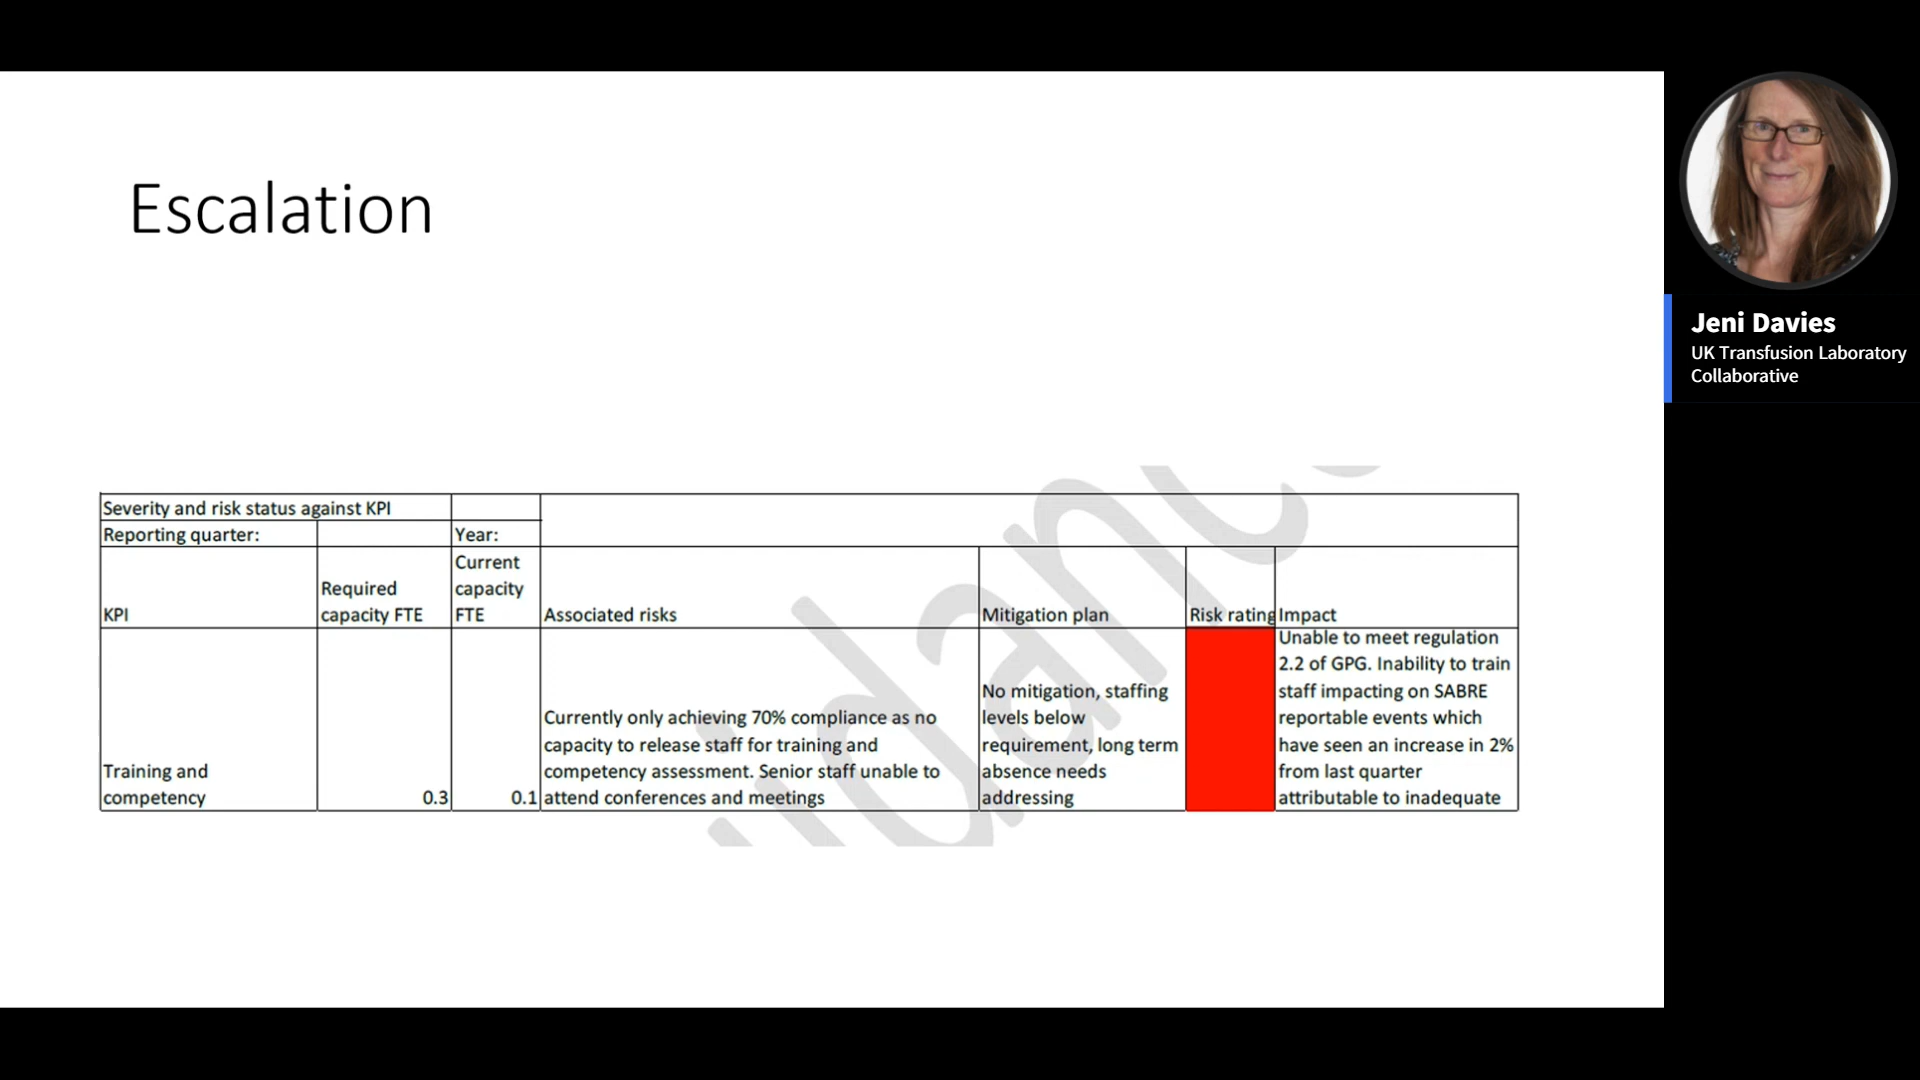 Escalation
Jeni Davies
UK Transfusion Laboratory
Collaborative
Severity and risk status against KPI
Reporting quarter:
Year:
KPI
Required
capacity FTE
Current
capacity
FTE
Associated risks
Mitigation plan
Risk rating
Impact
Training and
competency
0.3
0.1
Currently only achieving 70% compliance as no
capacity to release staff for training and
competency assessment. Senior staff unable to
attend conferences and meetings
No mitigation, staffing
levels below
requirement, long term
absence needs
addressing
Unable to meet regulation
2.2 of GPG. Inability to train
staff impacting on SABRE
reportable events which
have seen an increase in 2%
from last quarter
attributable to inadequate